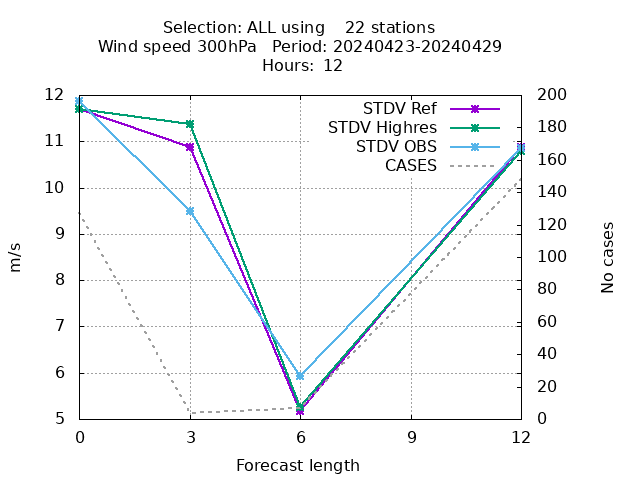 Selection: ALL using 22 stations
Wind speed 300hPa Period: 20240423-20240429
Hours: 12
STDV Ref
STDV Highres
STDV OBS
CASES
12
11
10
9
8
7
6
5
200
180
160
140
120
100
80
60
40
20
0
m/s
No cases
0 3 6 9 12
Forecast length